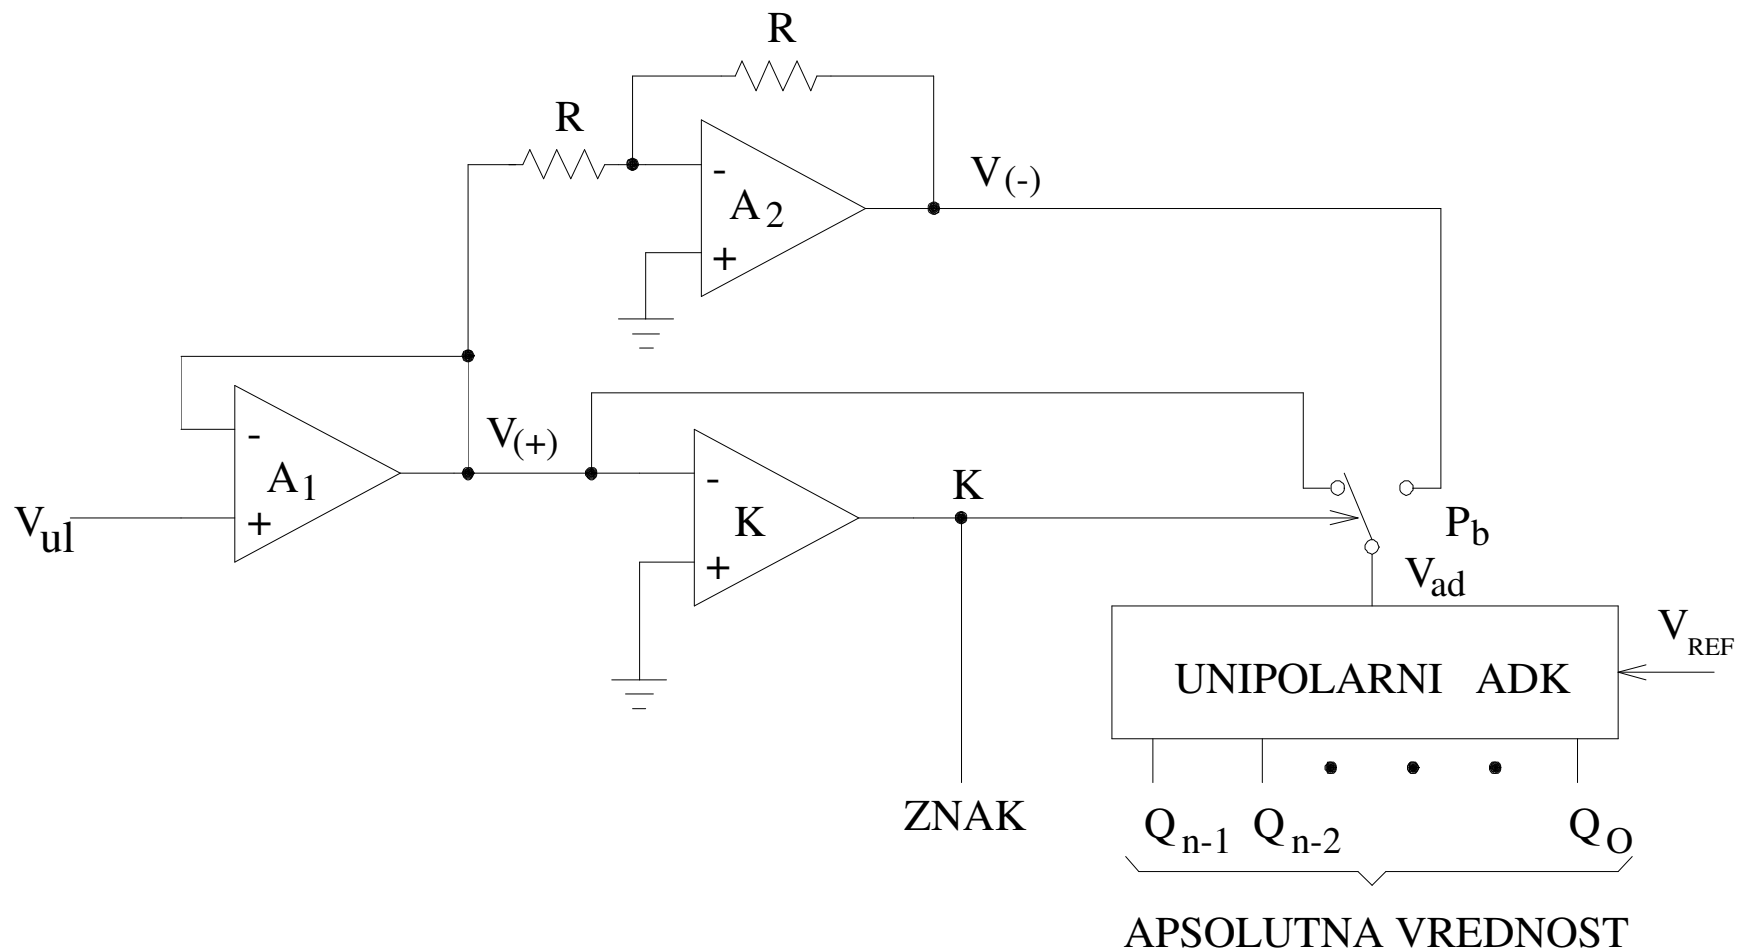 R
R
-
A2
+
V(-)
-
A1
+
Vul
V(+)
-
K
+
K
Pb
Vad
VREF
UNIPOLARNI ADK
ZNAK
Qn-1 Qn-2 QO
APSOLUTNA VREDNOST